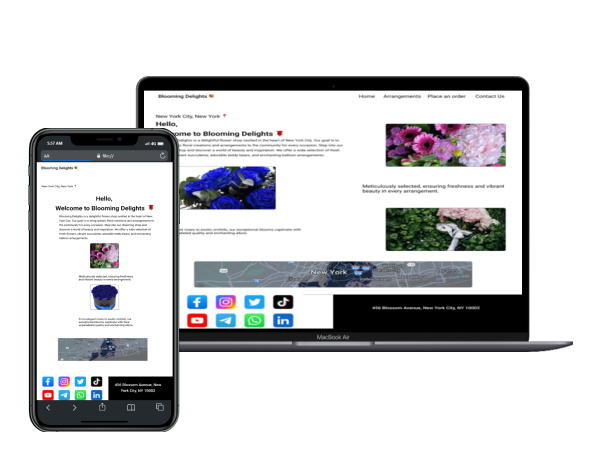 Blooming Delights
Home Arrangements Place an order Contact Us
New York City, New York
Hello,
come to Blooming Delights
g Delights is a delightful flower shop nestled in the heart of New York City. Our goal is to
floral creations and arrangements to the community for every occasion. Step into our
shop and discover a world of beauty and inspiration. We offer a wide selection of fresh
succulents, adorable teddy bears, and enchanting balloon arrangements.
Meticulously selected, ensuring freshness and vibrant
beauty in every arrangement.
roses to exotic orchids, our exceptional blooms captivate with
quality and enchanting allure.
New York
456 Blossom Avenue, New York City, NY 10002
MacBook Air
5:57 AM
4G
AA
file:///
Blooming Delights
New York City, New York
Hello,
Welcome to Blooming Delights
Blooming Delights is a delightful flower shop nestled in the heart of New
York City. Our goal is to bring artistic floral creations and arrangements to
the community for every occasion. Step into our charming shop and
discover a world of beauty and inspiration. We offer a wide selection of
fresh flowers, vibrant succulents, adorable teddy bears, and enchanting
balloon arrangements.
Meticulously selected, ensuring freshness
and vibrant beauty in every arrangement.
From elegant roses to exotic orchids, our
exceptional blooms captivate with their
unparalleled quality and enchanting allure.
456 Blossom Avenue, New
York City, NY 10002